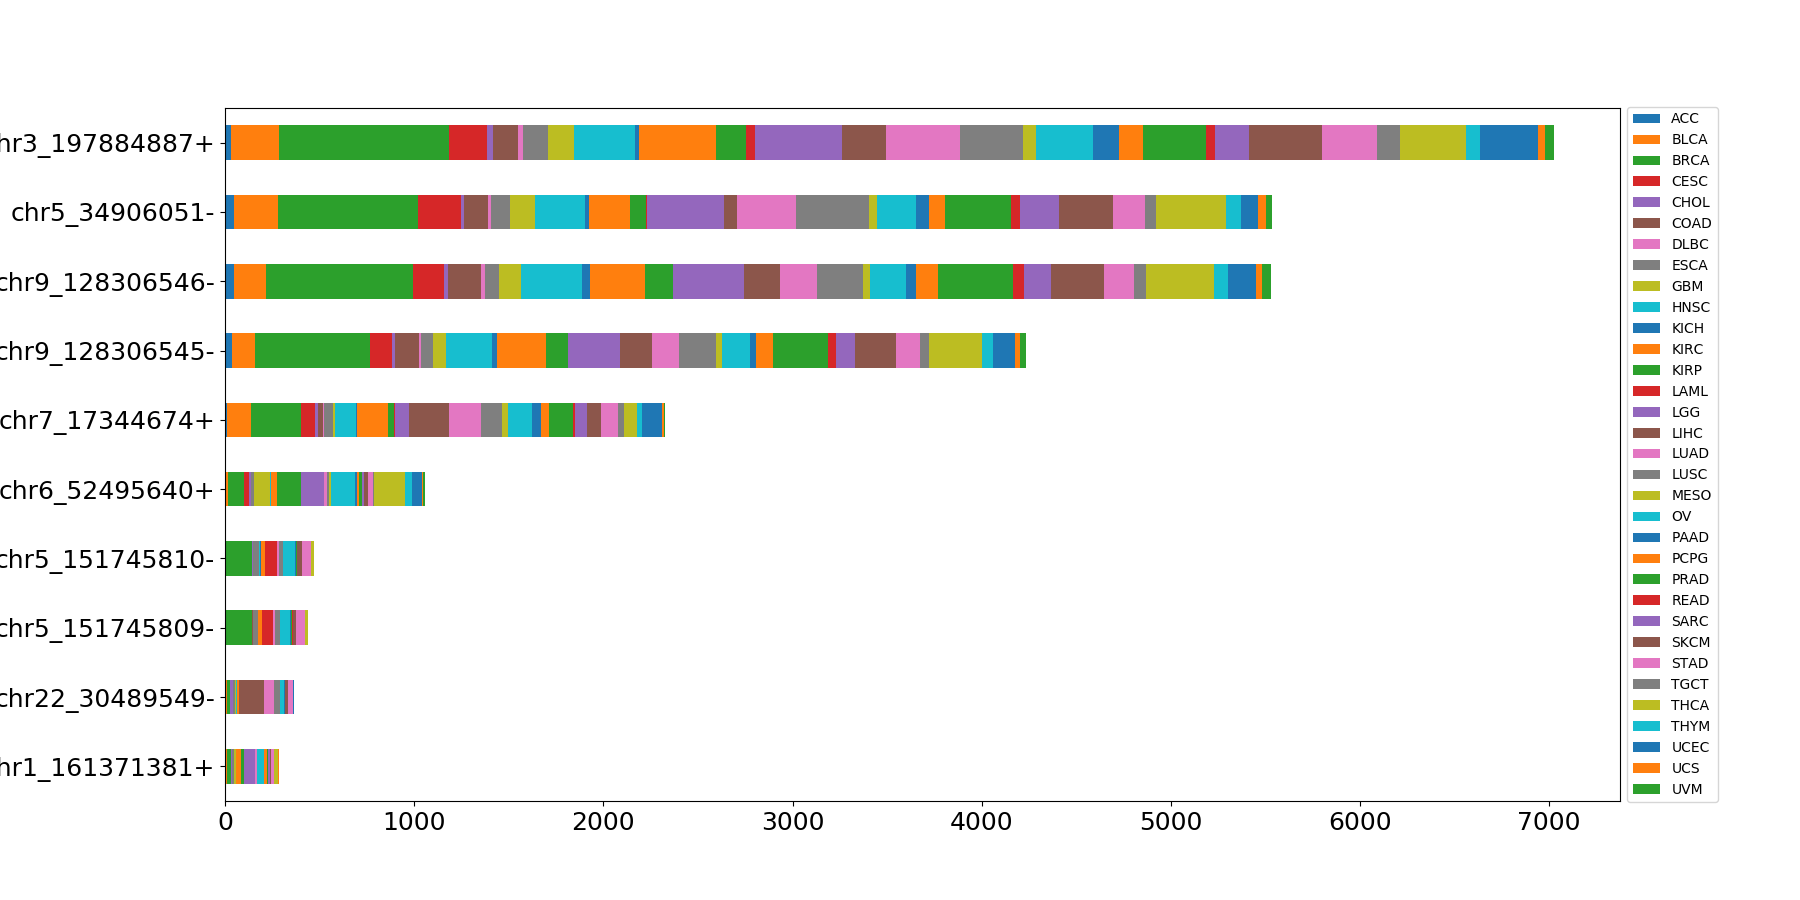 hr3_197884887+
chr5_34906051-
chr9_128306546-
chr9_128306545-
chr7_17344674+
chr6_52495640+
chr5_151745810-
chr5_151745809-
chr22_30489549-
hr1_161371381+
0 1000 2000 3000 4000 5000 6000 7000
ACC
BLCA
BRCA
CESC
CHOL
COAD
DLBC
ESCA
GBM
HNSC
KICH
KIRC
KIRP
LAML
LGG
LIHC
LUAD
LUSC
MESO
OV
PAAD
PCPG
PRAD
READ
SARC
SKCM
STAD
TGCT
THCA
THYM
UCEC
UCS
UVM